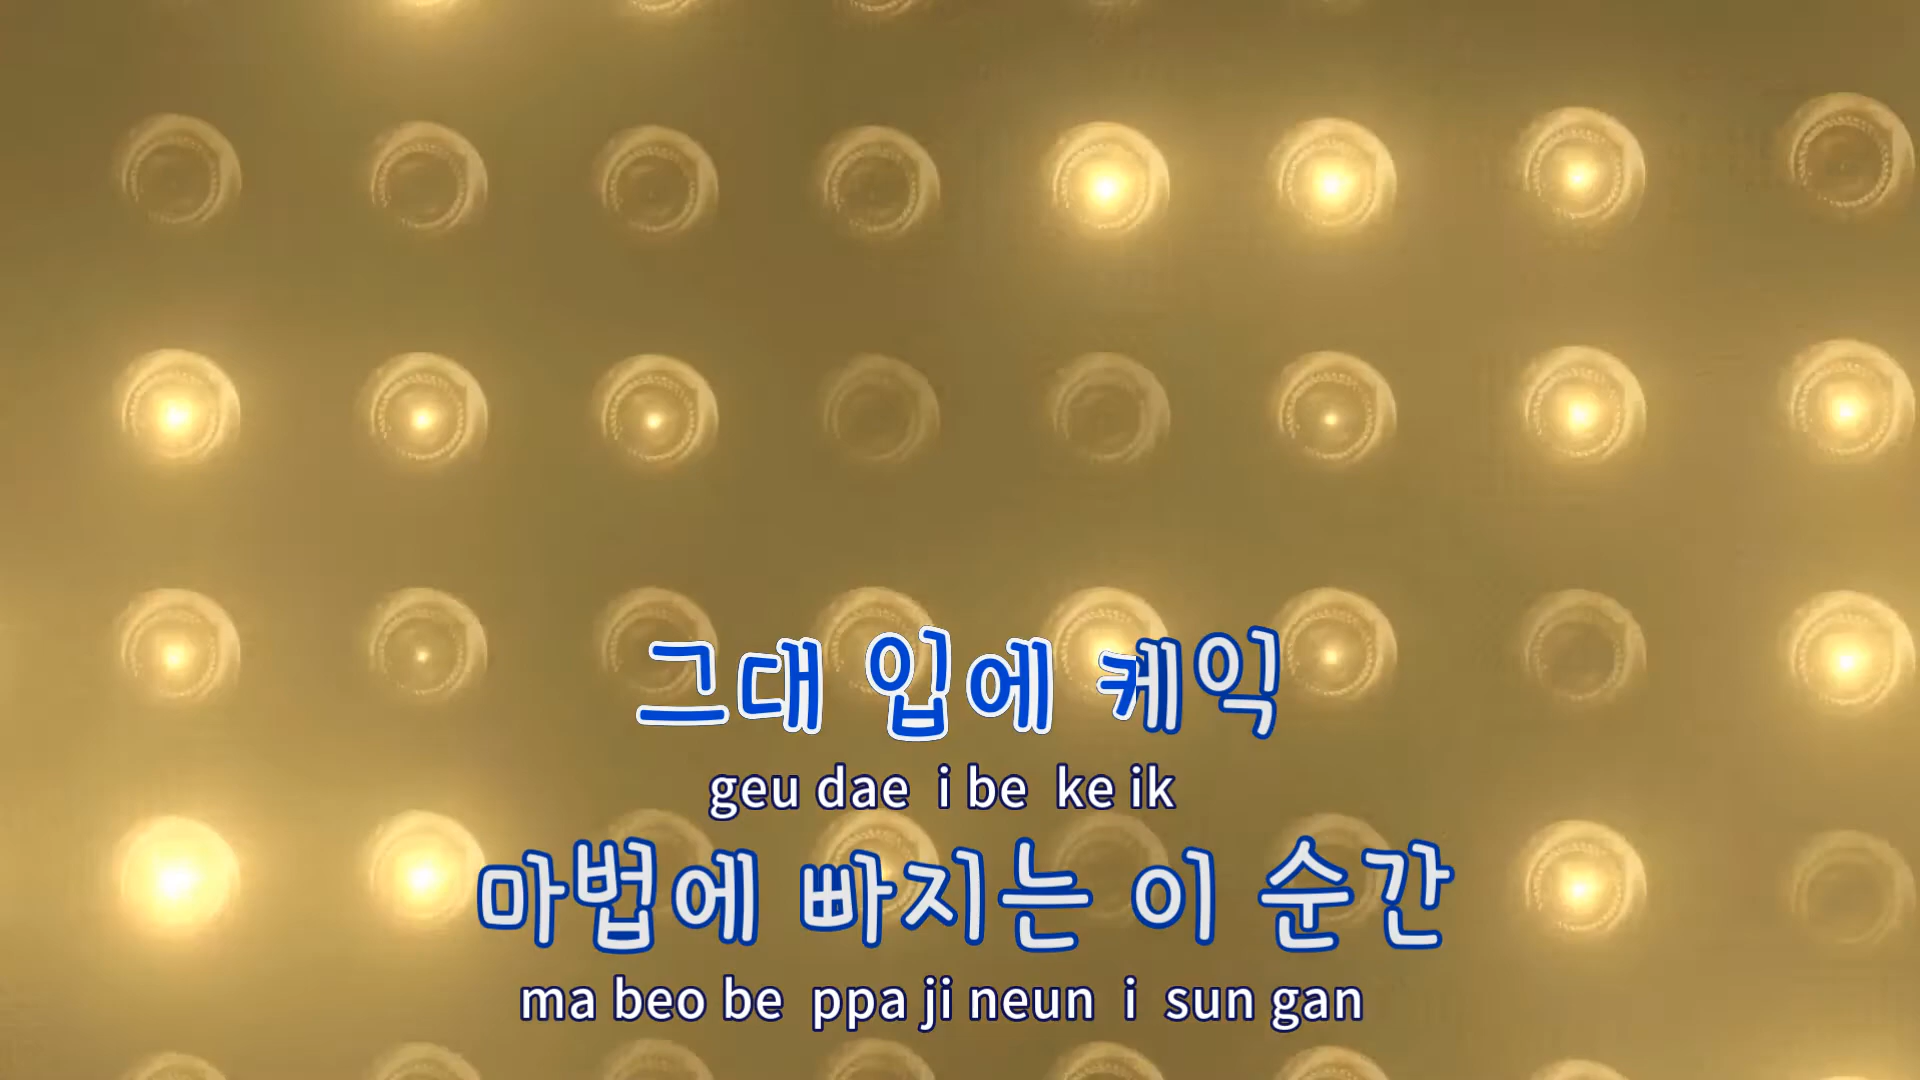 그대 입에 케익
geu dae i be ke ik
마법에 빠지는 이 순간
ma beo be ppa ji neun i sun gan